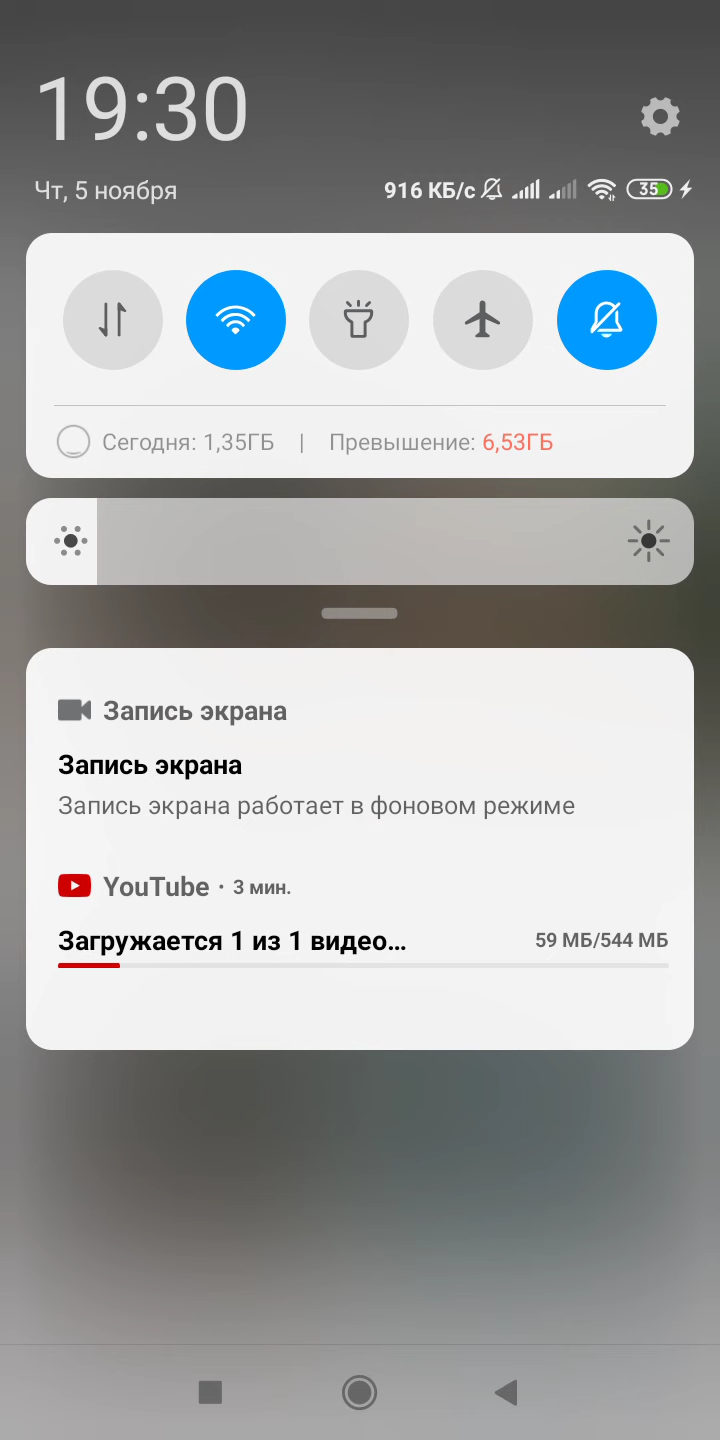 19:30
Чт, 5 ноября 916 КБ/с 35
Сегодня: 1,35ГБ | Превышение: 6,53ГБ
Запись экрана
Запись экрана
Запись экрана работает в фоновом режиме
YouTube · 3 мин.
Загружается 1 из 1 видео... 59 МБ/544 МБ